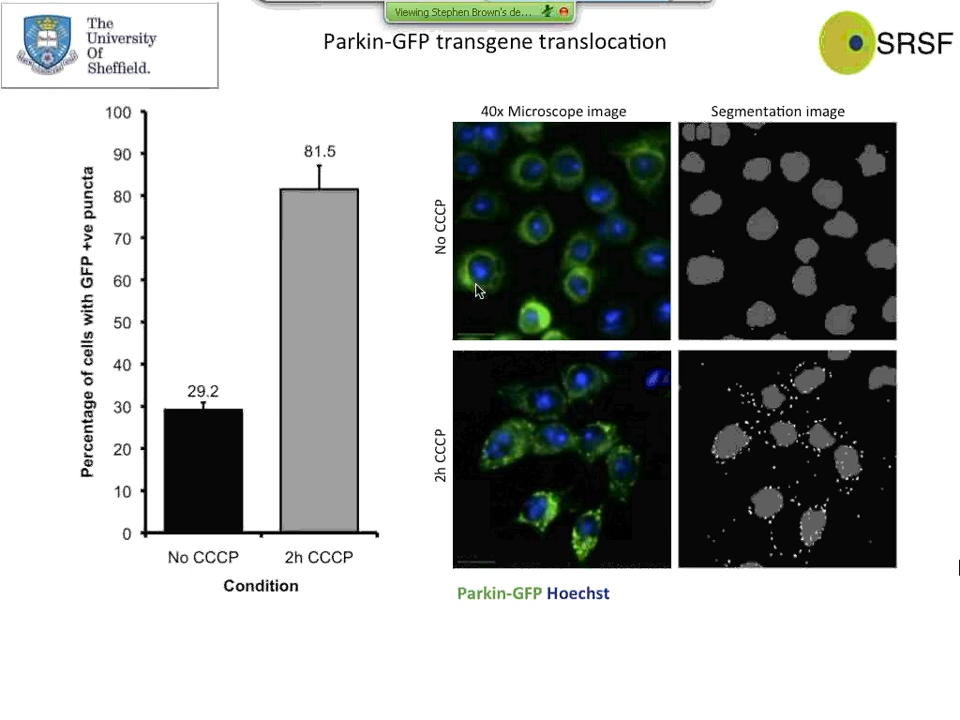 Viewing Stephen Brown's de...
The
University
Of
Sheffield.
Parkin-GFP transgene translocation
SRSF
Percentage of cells with GFP +ve puncta
100
90
80
70
60
50
40
30
20
10
0
29.2
81.5
No CCCP
2h CCCP
Condition
40x Microscope image
Segmentation image
No CCCP
2h CCCP
Parkin-GFP Hoechst